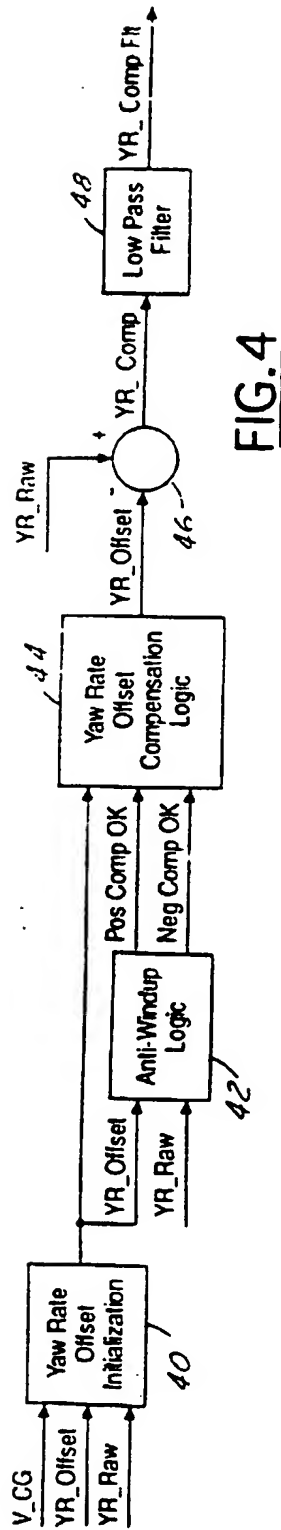 V_CG
YR_Offset
YR_Raw
Yaw Rate
Offset
Initialization
40
YR_Offset
YR_Raw
Anti-Windup
Logic
42
Pos Comp OK
Neg Comp OK
44
Yaw Rate
Offset
Compensation
Logic
YR_Offset
YR_Raw
+
-
46
YR_Comp
48
Low Pass
Filter
YR_Comp Flt
FIG.4